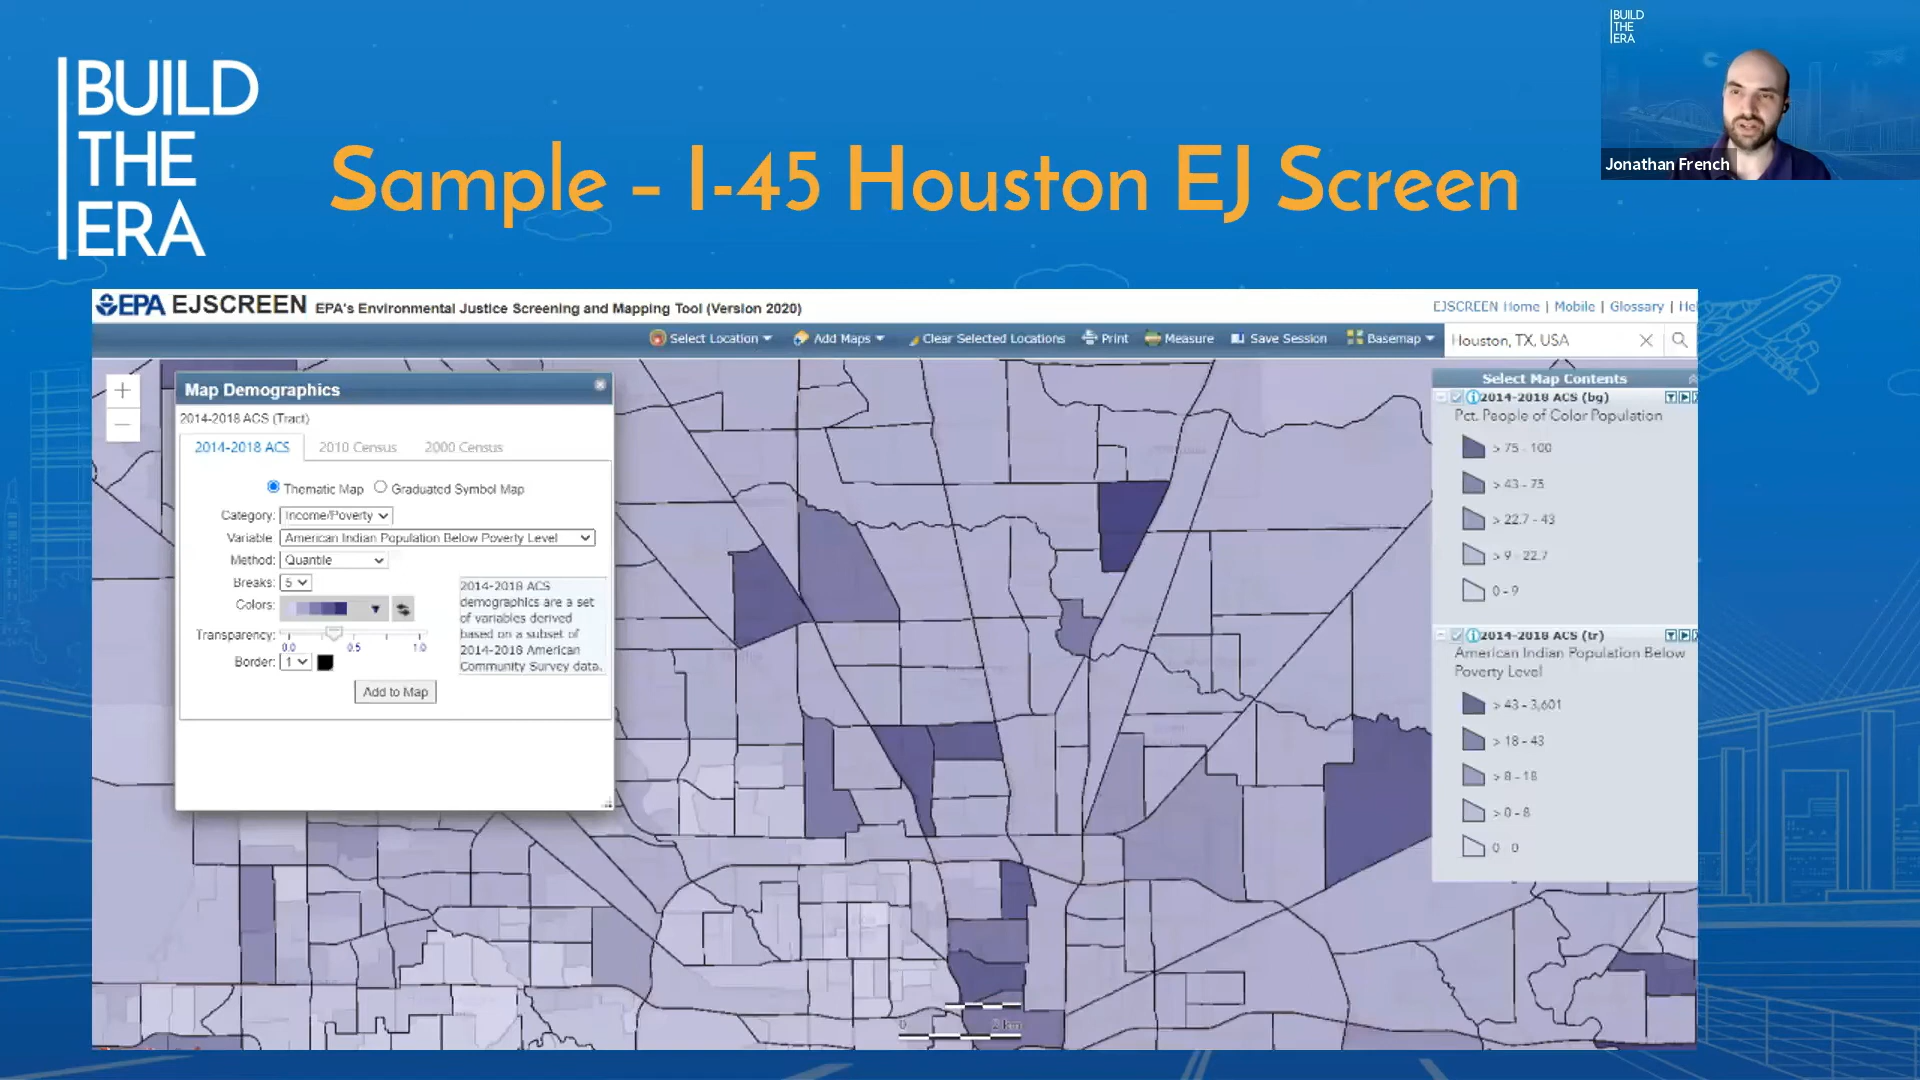 BUILD
THE
ERA
Sample – I-45 Houston EJ Screen
BUILD
THE
ERA
Jonathan French
EPA EJSCREEN EPA's Environmental Justice Screening and Mapping Tool (Version 2020)
EJSCREEN Home | Mobile | Glossary | Hel
Select Location Add Maps Clear Selected Locations Print Measure Save Session Basemap
Houston, TX, USA
+
−
Map Demographics
2014-2018 ACS (Tract)
2014-2018 ACS 2010 Census 2000 Census
Thematic Map Graduated Symbol Map
Category: Income/Poverty
Variable American Indian Population Below Poverty Level
Method: Quantile
Breaks: 5
Colors:
Transparency:
0.0 0.5 1.0
Border: 1
2014-2018 ACS
demographics are a set
of variables derived
based on a subset of
2014-2018 American
Community Survey data.
Add to Map
Select Map Contents
2014-2018 ACS (bg)
Pct. People of Color Population
> 75 - 100
> 43 - 75
> 22.7 - 43
> 9 - 22.7
0 - 9
2014-2018 ACS (tr)
American Indian Population Below
Poverty Level
> 43 - 3,601
> 18 - 43
> 8 - 18
> 0 - 8
0 0
0 2 km